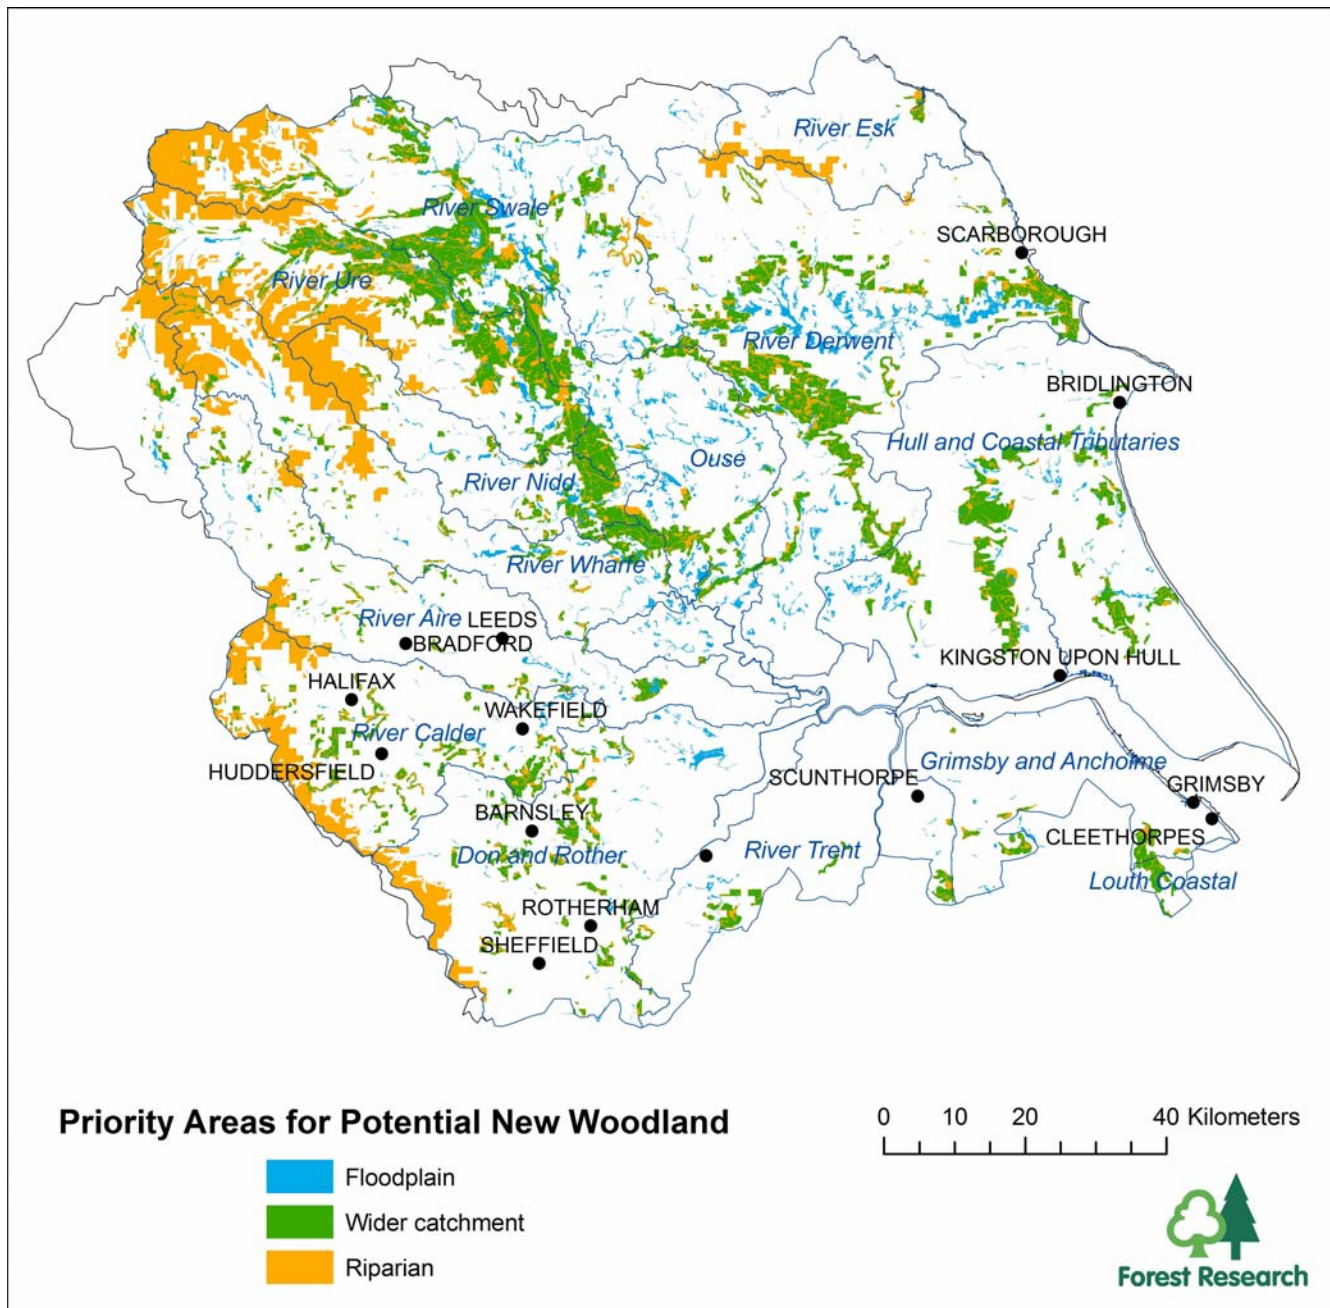 River Esk
River Swale
SCARBOROUGH
River Ure
River Derwent
BRIDLINGTON
Hull and Coastal Tributaries
Ouse
River Nidd
River Wharfe
River Aire LEEDS
BRADFORD
KINGSTON UPON HULL
HALIFAX
WAKEFIELD
River Calder
HUDDERSFIELD
Grimsby and Ancholme
SCUNTHORPE
GRIMSBY
BARNSLEY
CLEETHORPES
Don and Rother
River Trent
Louth Coastal
ROTHERHAM
SHEFFIELD
Priority Areas for Potential New Woodland
0 10 20 40 Kilometers
Floodplain
Wider catchment
Riparian
Forest Research